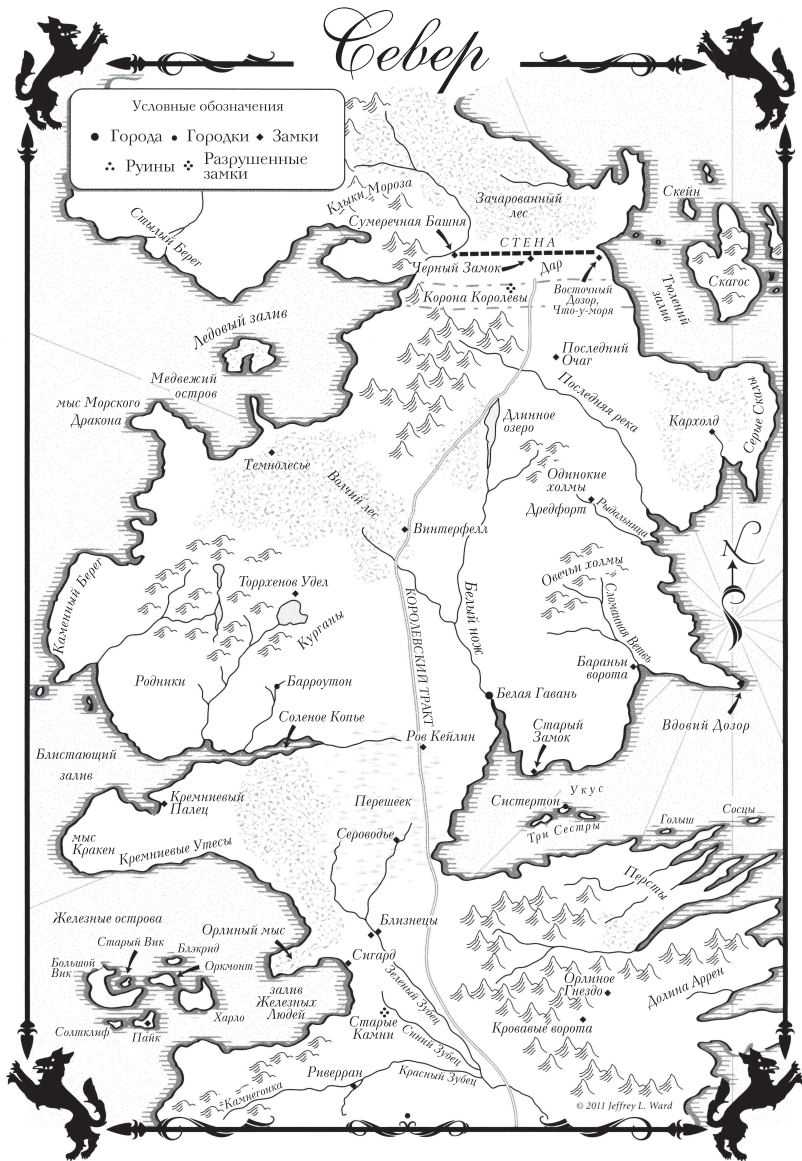 Север
Условные обозначения
Города Городки Замки
Руины Разрушенные
замки
Клыки Мороза
Зачарованный
лес
Скейн
Стылый Берег
Сумеречная Башня
СТЕНА
Черный Замок
Дар
Скагос
Корона Королевы
Восточный
Дозор,
Что-у-моря
Тюлений
залив
Ледовый залив
Последний
Очаг
Медвежий
остров
Последняя река
мыс Морского
Дракона
Длинное
озеро
Кархолд
Серые Скалы
Темнолесье
Волчий лес
Одинокие
холмы
Дредфорт
Рыдальница
Винтерфелл
Каменный Берег
Овечьи холмы
Торрхенов Удел
Белый нож
Сломанная Ветвь
КОРОЛЕВСКИЙ ТРАКТ
Курганы
Родники
Барроутон
Бараньи
ворота
Белая Гавань
Соленое Копье
Старый
Замок
Вдовий Дозор
Ров Кейлин
Блистающий
залив
Кремниевый
Палец
Перешеек
Систертон
Укус
Три Сестры
Голыш
Сосцы
мыс
Кракен
Кремниевые Утесы
Сероводье
Персты
Железные острова
Орлиный мыс
Близнецы
Старый Вик
Блэкрид
Большой
Вик
Оркмонт
Сигард
залив
Железных
Людей
Зеленый Зубец
Орлиное
Гнездо
Долина Аррен
Солтклиф
Пайк
Харло
Старые
Камни
Синий Зубец
Кровавые ворота
Риверран
Красный Зубец
Камнегонка
© 2011 Jeffrey L. Ward